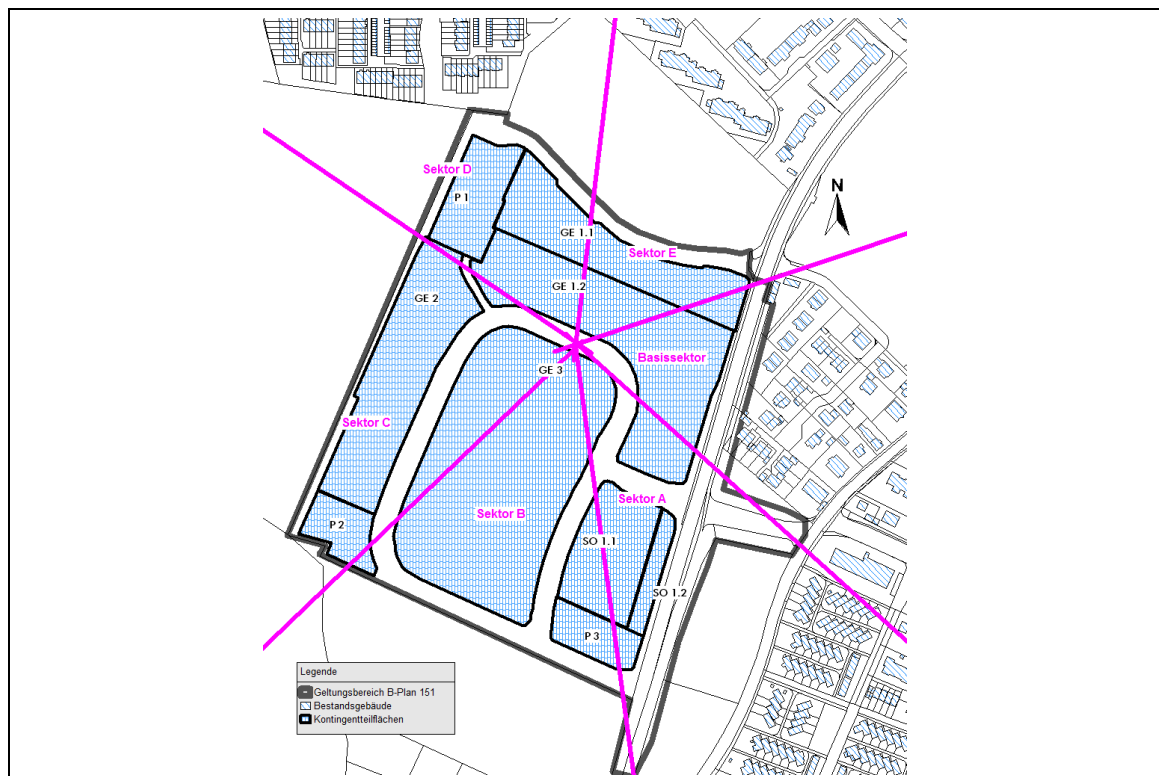 Sektor D
P 1
N
GE 1.1
Sektor E
GE 1.2
GE 2
Basissektor
GE 3
Sektor C
Sektor A
Sektor B
P 2
SO 1.1
SO 1.2
P 3
Legende
Geltungsbereich B-Plan 151
Bestandsgebäude
Kontingentteilflächen